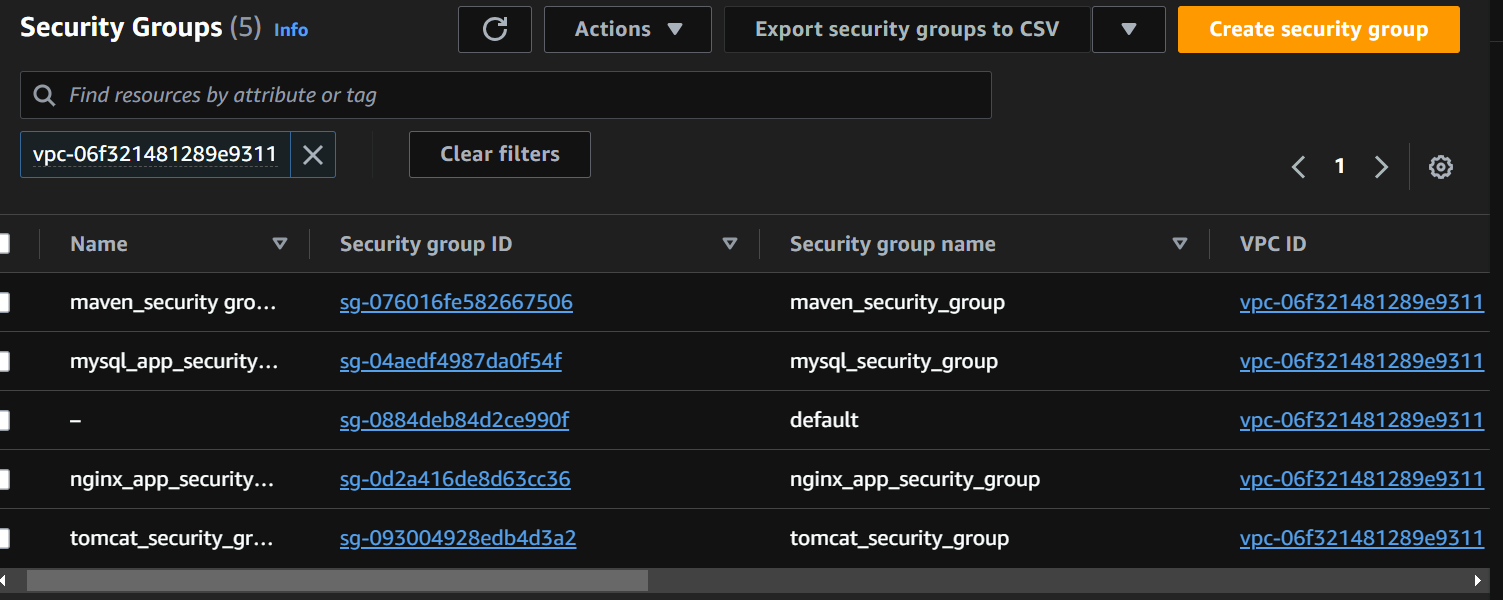 Security Groups (5) Info
Actions
Export security groups to CSV
Create security group
Find resources by attribute or tag
vpc-06f321481289e9311
Clear filters
1
Name Security group ID Security group name VPC ID
maven_security gro... sg-076016fe582667506 maven_security_group vpc-06f321481289e9311
mysql_app_security... sg-04aedf4987da0f54f mysql_security_group vpc-06f321481289e9311
– sg-0884deb84d2ce990f default vpc-06f321481289e9311
nginx_app_security... sg-0d2a416de8d63cc36 nginx_app_security_group vpc-06f321481289e9311
tomcat_security_gr... sg-093004928edb4d3a2 tomcat_security_group vpc-06f321481289e9311